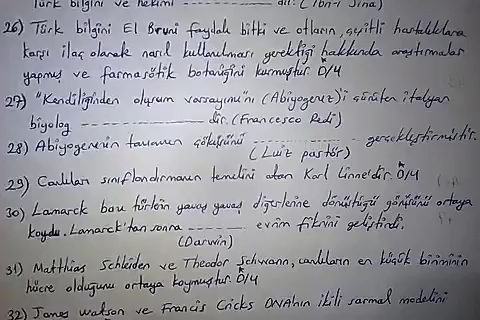 Türk bilgini ve hekimi ---------- dir. (İbn-i Sina)
26) Türk bilgini El Biruni faydalı bitki ve otların, çeşitli hastalıklara
karşı ilaç olarak nasıl kullanılması gerektiği hakkında araştırmalar
yapmış ve farmasötik botaniğini kurmuştur. D/Y
27) "Kendiliğinden oluşum varsayımı"nı (Abiyogenez)'i çürüten italyan
biyolog ---------- dir. (Francesco Redi)
28) Abiyogenezin tamamen çöküşünü ---------- gerçekleştirmiştir.
(Luiz pastör)
29) Canlıları sınıflandırmanın temelini atan Karl Linne'dir. D/Y
30) Lamarck bazı türlerin yavaş yavaş diğerlerine dönüştüğü görüşünü ortaya
koydu. Lamarck'tan sonra ---------- evrim fikrini geliştirdi.
(Darwin)
31) Matthias Schleiden ve Theodor Schwann, canlıların en küçük biriminin
hücre olduğunu ortaya koymuştur. D/Y
32) James Watson ve Francis Cricks DNA'nın ikili sarmal modelini